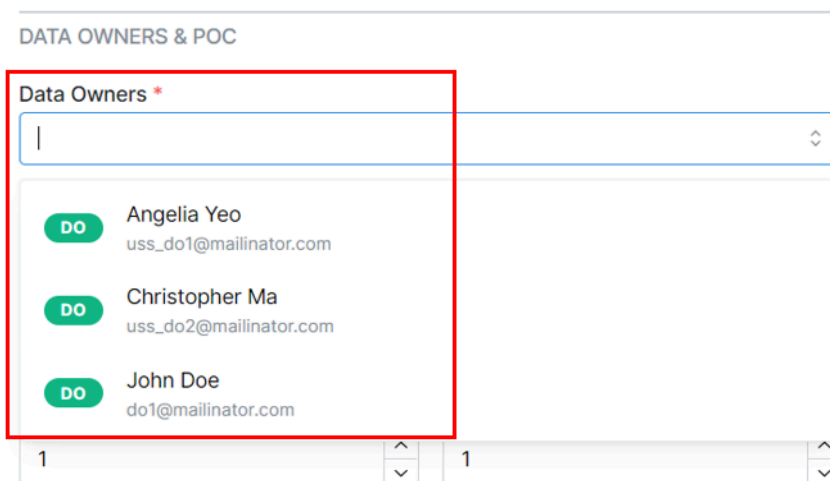 DATA OWNERS & POC
Data Owners *
DO
Angelia Yeo
uss_do1@mailinator.com
DO
Christopher Ma
uss_do2@mailinator.com
DO
John Doe
do1@mailinator.com
1 1